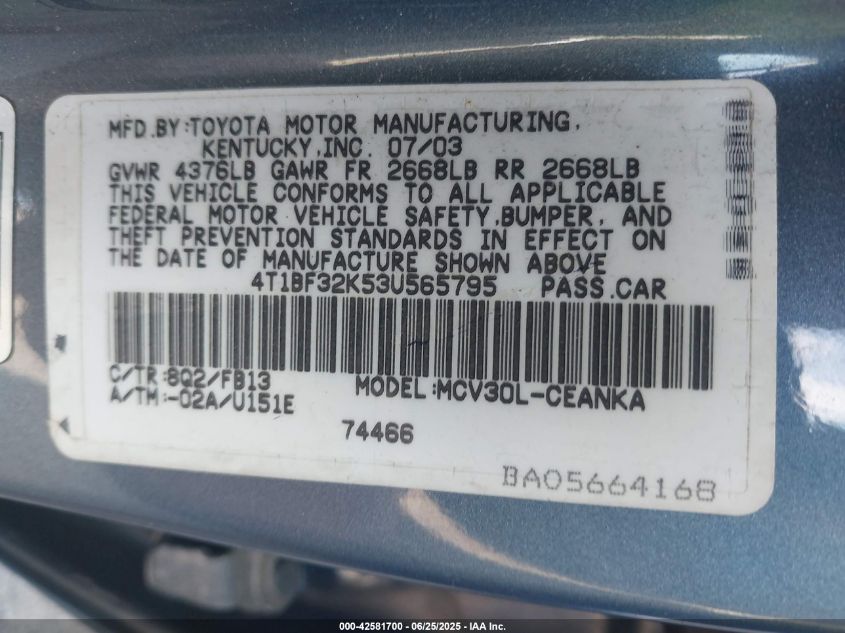 MFD.BY:TOYOTA MOTOR MANUFACTURING,
KENTUCKY,INC. 07/03
GVWR 4376LB GAWR FR 2668LB RR 2668LB
THIS VEHICLE CONFORMS TO ALL APPLICABLE
FEDERAL MOTOR VEHICLE SAFETY,BUMPER, AND
THEFT PREVENTION STANDARDS IN EFFECT ON
THE DATE OF MANUFACTURE SHOWN ABOVE
4T1BF32K53U565795 PASS.CAR
C/TR:8Q2/FB13 MODEL:MCV30L-CEANKA
A/TM:-02A/U151E
74466
BA05664168
000-42581700 - 06/25/2025 - IAA Inc.